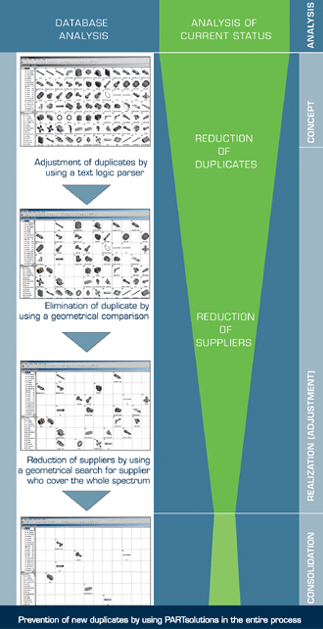 DATABASE
ANALYSIS
ANALYSIS OF
CURRENT STATUS
ANALYSIS
CONCEPT
REDUCTION
OF
DUPLICATES
Adjustment of duplicates by
using a text logic parser
Elimination of duplicate by
using a geometrical comparison
REDUCTION
OF
SUPPLIERS
Reduction of suppliers by using
a geometrical search for supplier
who cover the whole spectrum
REALIZATION (ADJUSTMENT)
CONSOLIDATION
Prevention of new duplicates by using PARTsolutions in the entire process